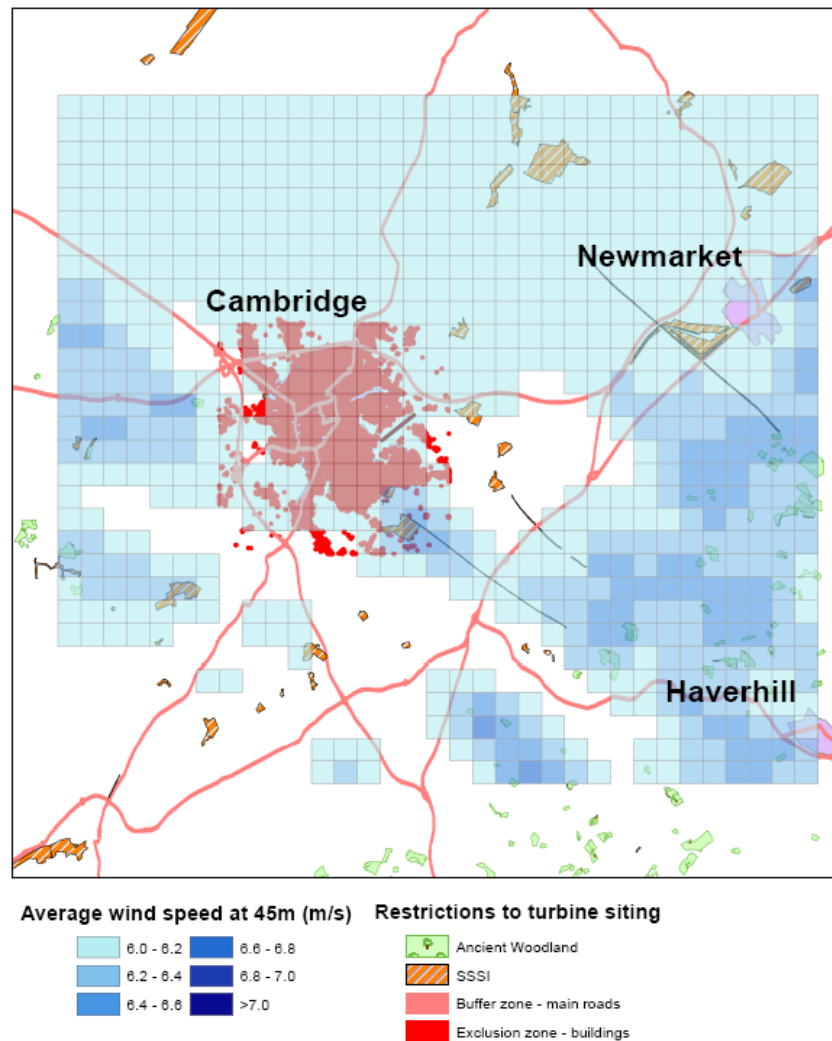 Newmarket
Cambridge
Haverhill
Average wind speed at 45m (m/s)
6.0 - 6.2
6.2 - 6.4
6.4 - 6.6
6.6 - 6.8
6.8 - 7.0
>7.0
Restrictions to turbine siting
Ancient Woodland
SSSI
Buffer zone - main roads
Exclusion zone - buildings